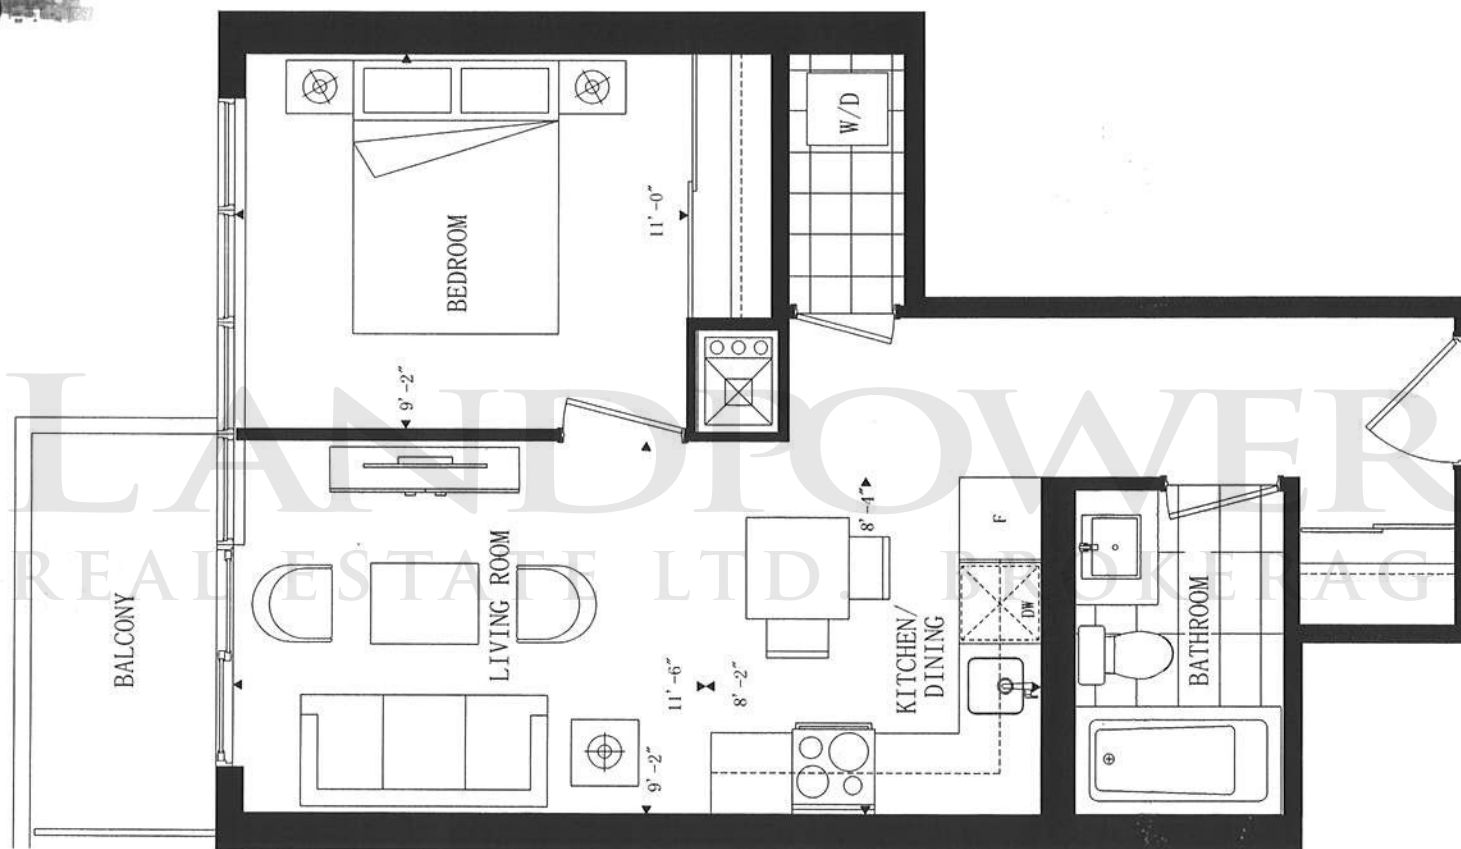 W/D
BEDROOM
11'-0"
9'-2"
LANDPOWER
REAL ESTATE LTD. BROKERAG
BALCONY
LIVING ROOM
8'-4"
F
DW
KITCHEN/
DINING
BATHROOM
11'-6"
8'-2"
9'-2"